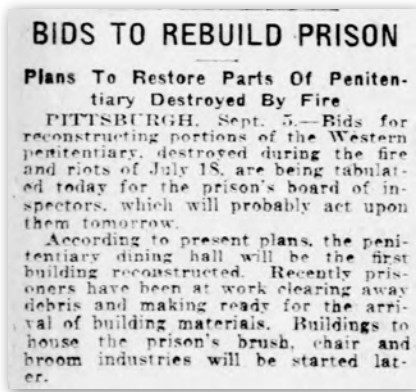 BIDS TO REBUILD PRISON
Plans To Restore Parts Of Peniten-
tiary Destroyed By Fire
PITTSBURGH, Sept. 5.—Bids for
reconstructing portions of the Western
penitentiary, destroyed during the fire
and riots of July 18, are being tabulat-
ed today for the prison's board of in-
spectors, which will probably act upon
them tomorrow.
According to present plans, the peni-
tentiary dining hall will be the first
building reconstructed. Recently pris-
oners have been at work clearing away
debris and making ready for the arri-
val of building materials. Buildings to
house the prison's brush, chair and
broom industries will be started lat-
er.